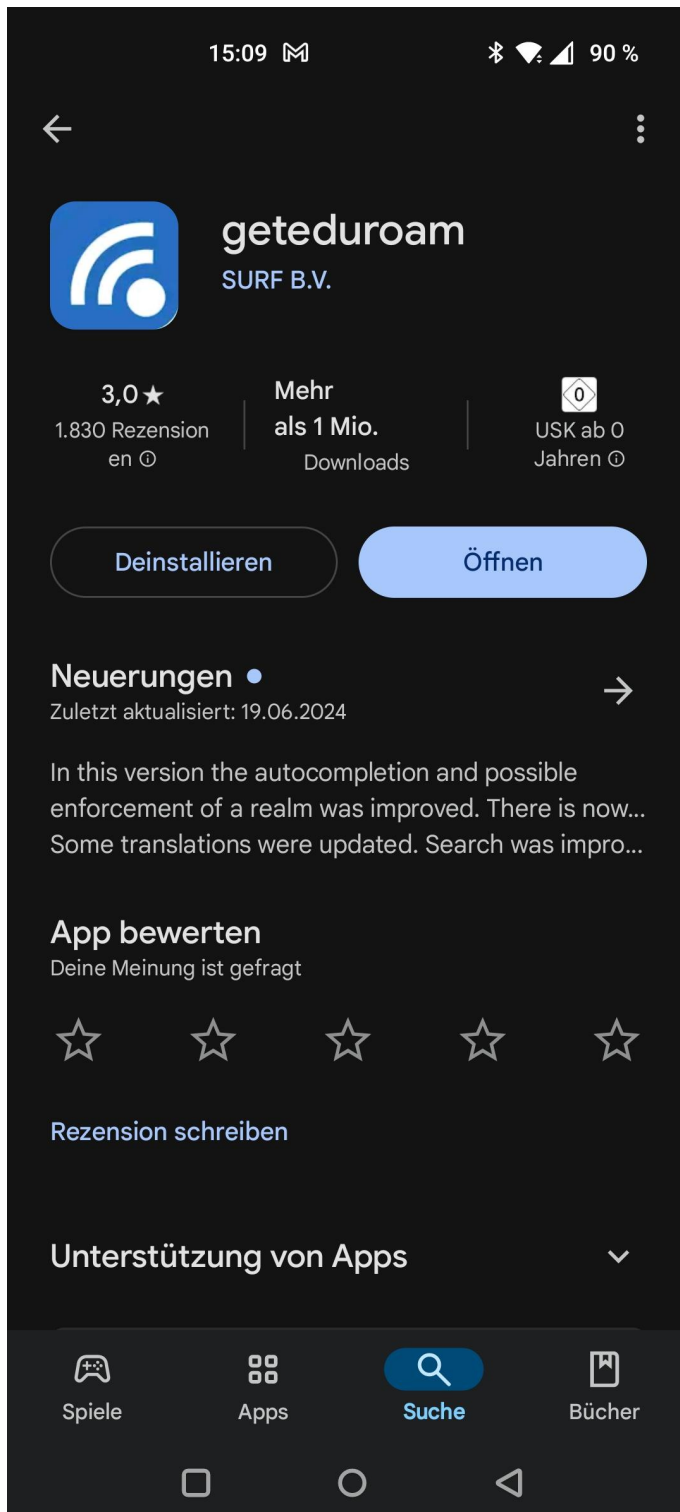 15:09 90 %
geteduroam
SURF B.V.
3,0★
1.830 Rezension
en
Mehr
als 1 Mio.
Downloads
0
USK ab 0
Jahren
Deinstallieren
Öffnen
Neuerungen
Zuletzt aktualisiert: 19.06.2024
In this version the autocompletion and possible
enforcement of a realm was improved. There is now...
Some translations were updated. Search was impro...
App bewerten
Deine Meinung ist gefragt
Rezension schreiben
Unterstützung von Apps
Spiele
Apps
Suche
Bücher